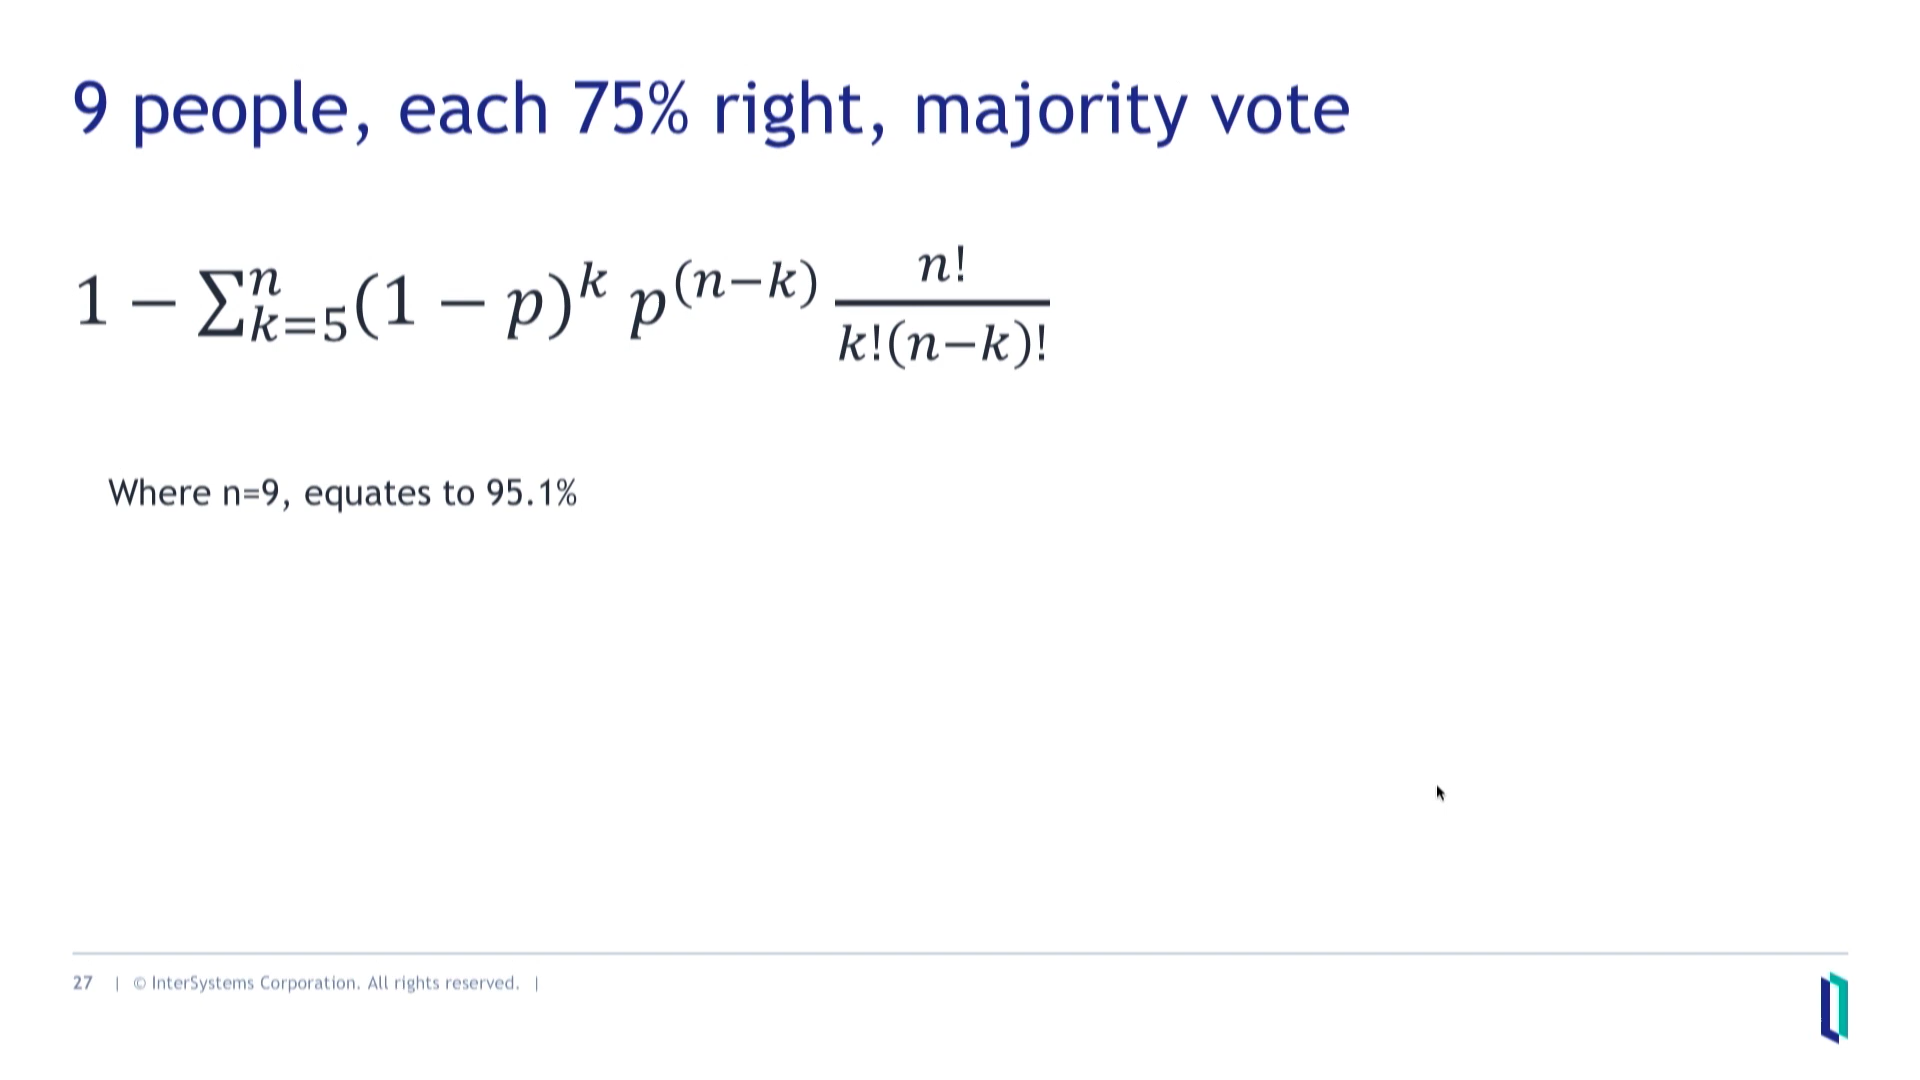 9 people, each 75% right, majority vote
1 − ∑ⁿₖ₌₅(1 − p)ᵏ p⁽ⁿ⁻ᵏ⁾ n!/(k!(n−k)!)
Where n=9, equates to 95.1%
27 | © InterSystems Corporation. All rights reserved. |